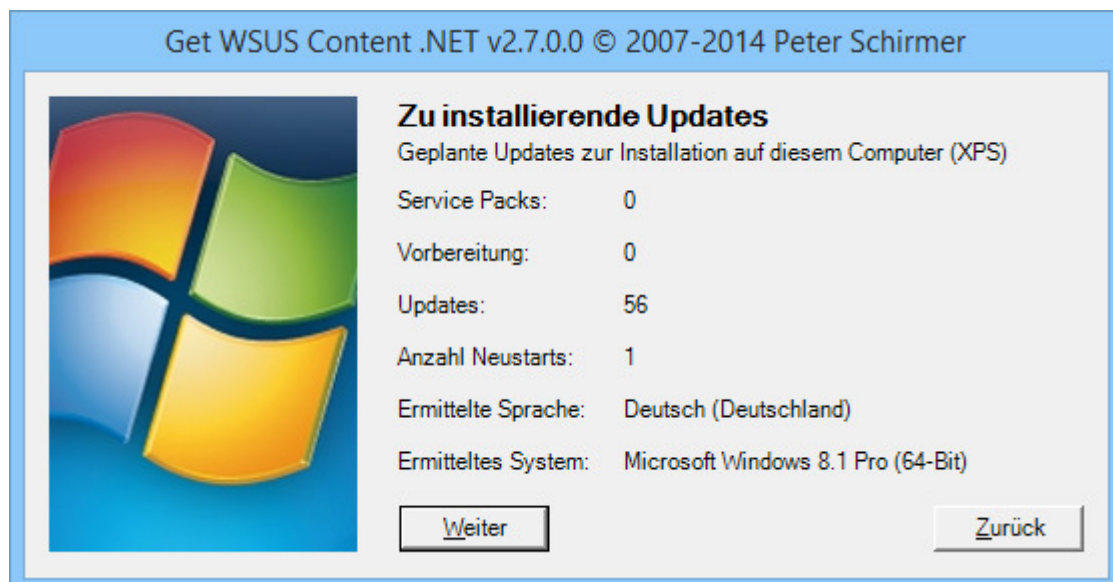 Get WSUS Content .NET v2.7.0.0 © 2007-2014 Peter Schirmer
Zu installierende Updates
Geplante Updates zur Installation auf diesem Computer (XPS)
Service Packs: 0
Vorbereitung: 0
Updates: 56
Anzahl Neustarts: 1
Ermittelte Sprache: Deutsch (Deutschland)
Ermitteltes System: Microsoft Windows 8.1 Pro (64-Bit)
Weiter Zurück